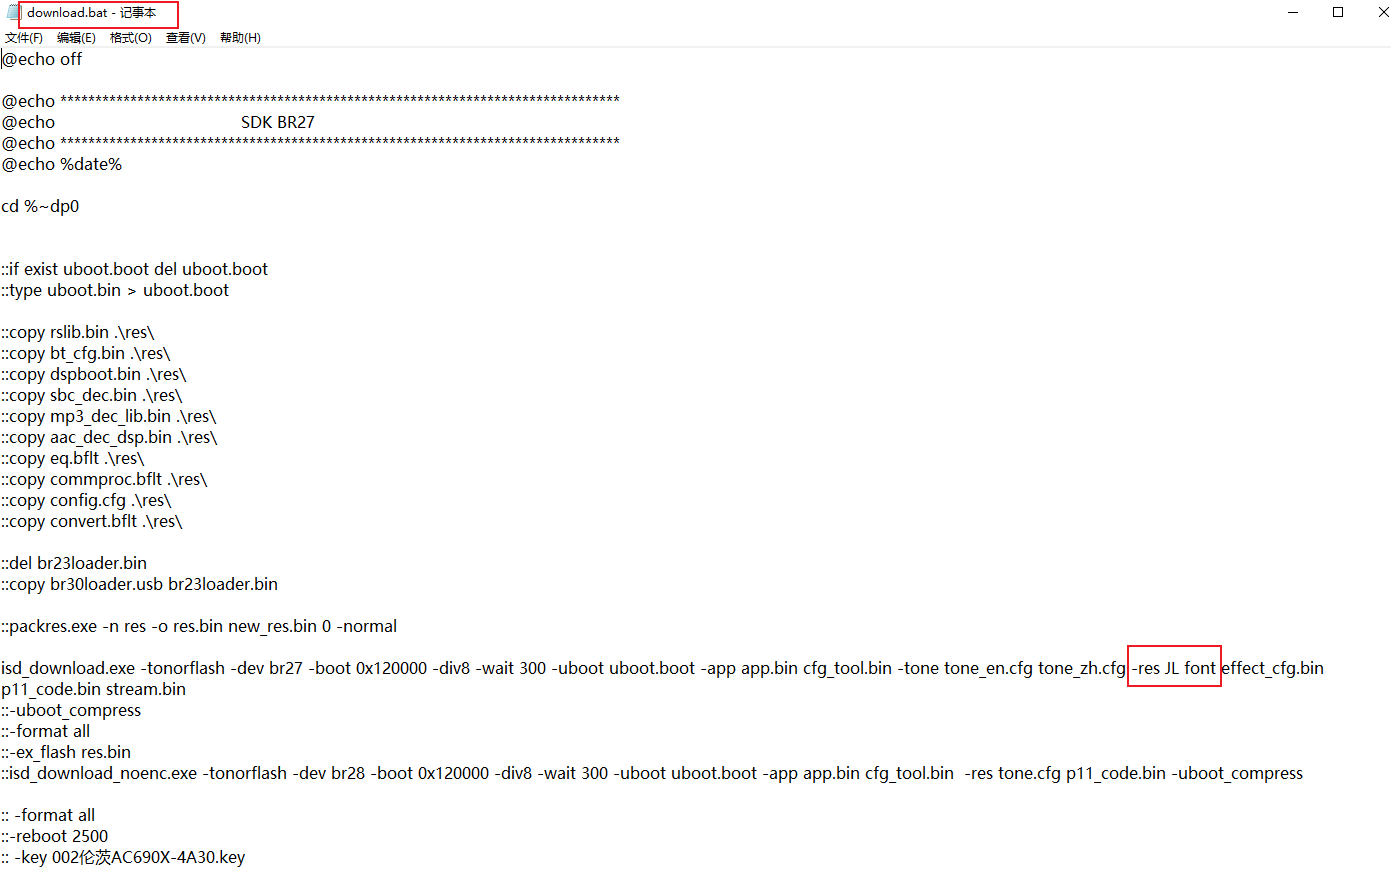 download.bat - 记事本
文件(F) 编辑(E) 格式(O) 查看(V) 帮助(H)
@echo off
@echo ********************************************************************************
@echo SDK BR27
@echo ********************************************************************************
@echo %date%
cd %~dp0
::if exist uboot.boot del uboot.boot
::type uboot.bin > uboot.boot
::copy rslib.bin .\res\
::copy bt_cfg.bin .\res\
::copy dspboot.bin .\res\
::copy sbc_dec.bin .\res\
::copy mp3_dec_lib.bin .\res\
::copy aac_dec_dsp.bin .\res\
::copy eq.bflt .\res\
::copy commproc.bflt .\res\
::copy config.cfg .\res\
::copy convert.bflt .\res\
::del br23loader.bin
::copy br30loader.usb br23loader.bin
::packres.exe -n res -o res.bin new_res.bin 0 -normal
isd_download.exe -tonorflash -dev br27 -boot 0x120000 -div8 -wait 300 -uboot uboot.boot -app app.bin cfg_tool.bin -tone tone_en.cfg tone_zh.cfg -res JL font effect_cfg.bin
p11_code.bin stream.bin
::-uboot_compress
::-format all
::-ex_flash res.bin
::isd_download_noenc.exe -tonorflash -dev br28 -boot 0x120000 -div8 -wait 300 -uboot uboot.boot -app app.bin cfg_tool.bin  -res tone.cfg p11_code.bin -uboot_compress
:: -format all
::-reboot 2500
:: -key 002伦茨AC690X-4A30.key